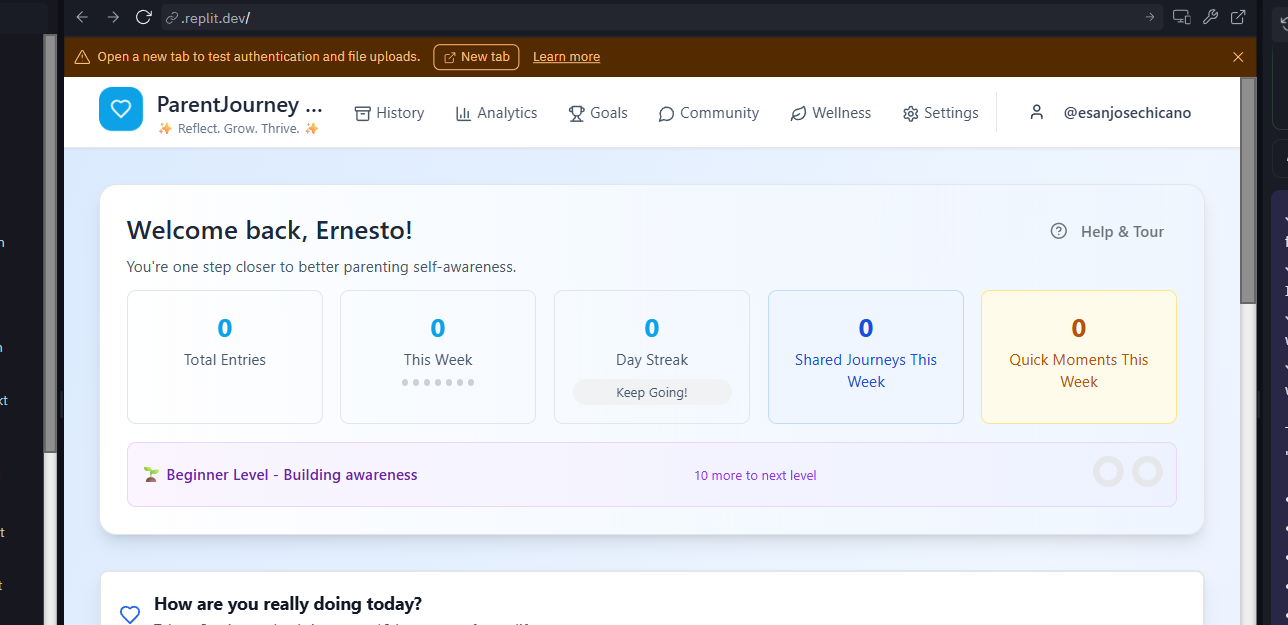 .replit.dev/
Open a new tab to test authentication and file uploads. New tab Learn more
ParentJourney ... History Analytics Goals Community Wellness Settings @esanjosechicano
✨ Reflect. Grow. Thrive. ✨
Welcome back, Ernesto! Help & Tour
You're one step closer to better parenting self-awareness.
0 0 0 0 0
Total Entries This Week Day Streak Shared Journeys This Quick Moments This
Week Week
Keep Going!
🌱 Beginner Level - Building awareness 10 more to next level
How are you really doing today?